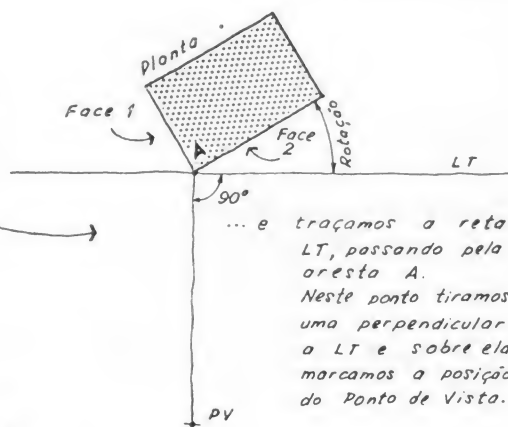 Planta
Face 1
A
Face
2
Rotação
LT
90°
... e traçamos a reta
LT, passando pela
aresta A.
Neste ponto tiramos
uma perpendicular
a LT e sobre ela
marcamos a posição
do Ponto de Vista.
PV